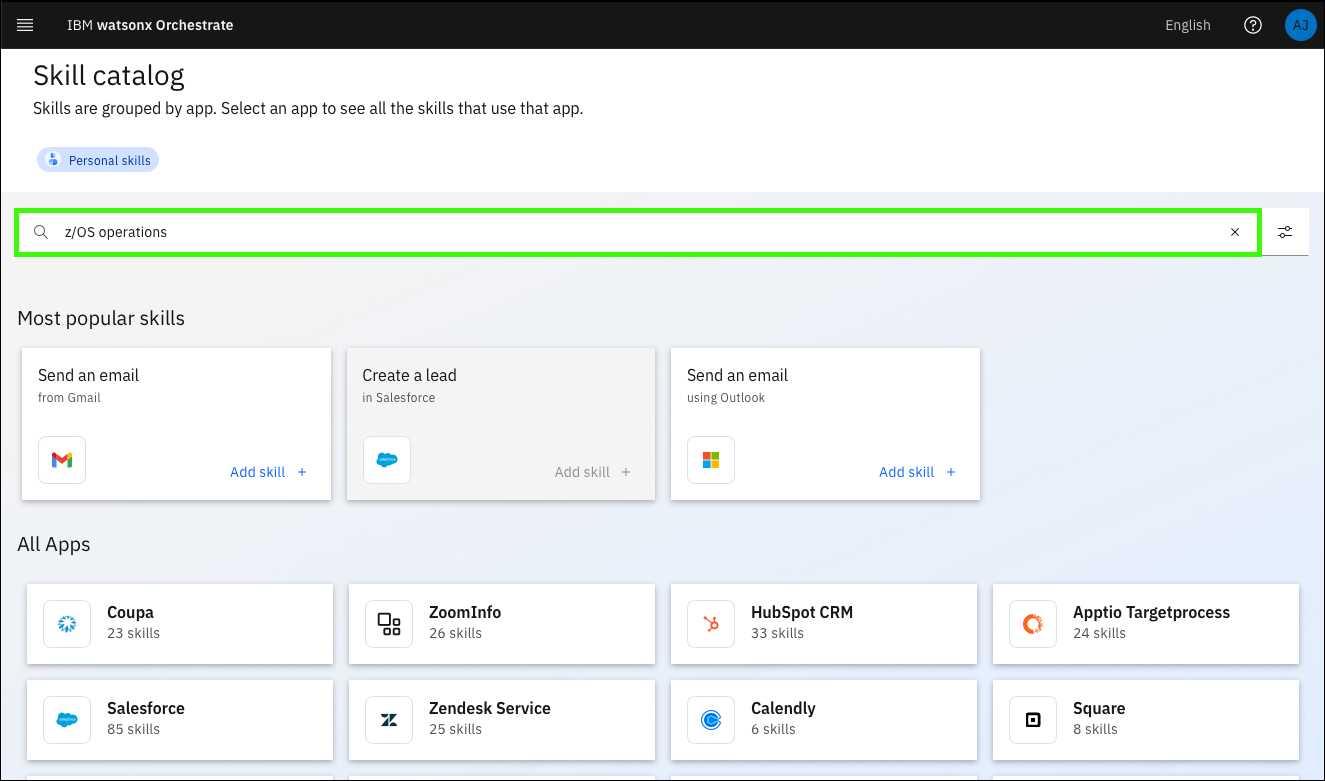 IBM watsonx Orchestrate
English
AJ
Skill catalog
Skills are grouped by app. Select an app to see all the skills that use that app.
Personal skills
z/OS operations
Most popular skills
Send an email
from Gmail
Add skill +
Create a lead
in Salesforce
salesforce
Add skill +
Send an email
using Outlook
Add skill +
All Apps
Coupa
23 skills
ZoomInfo
26 skills
HubSpot CRM
33 skills
Apptio Targetprocess
24 skills
salesforce
Salesforce
85 skills
Zendesk Service
25 skills
Calendly
6 skills
Square
8 skills